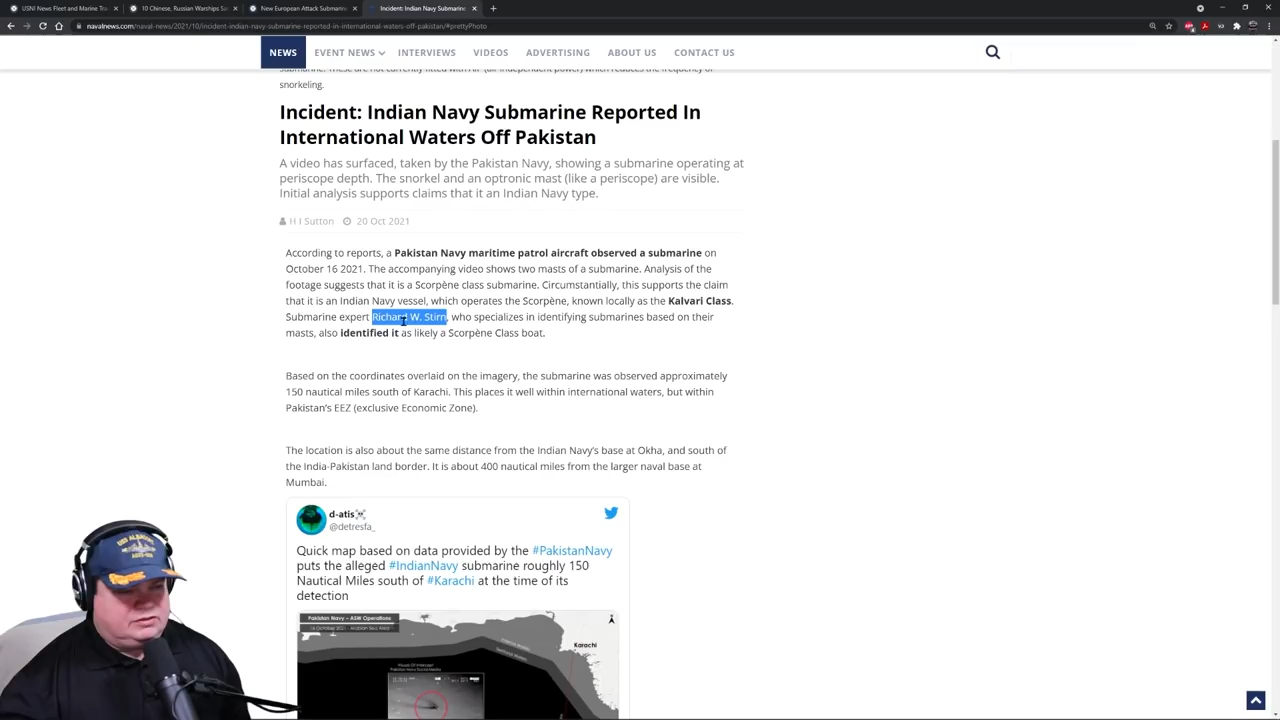 USNI News Fleet and Marine Tra
10 Chinese, Russian Warships Sa
New European Attack Submarine
Incident: Indian Navy Submarine
navalnews.com/naval-news/2021/10/incident-indian-navy-submarine-reported-in-international-waters-off-pakistan/#prettyPhoto
NEWS EVENT NEWS INTERVIEWS VIDEOS ADVERTISING ABOUT US CONTACT US
submarine. These are not currently fitted with AIP (air-independent power) which reduces the frequency of
snorkeling.
Incident: Indian Navy Submarine Reported In
International Waters Off Pakistan
A video has surfaced, taken by the Pakistan Navy, showing a submarine operating at
periscope depth. The snorkel and an optronic mast (like a periscope) are visible.
Initial analysis supports claims that it an Indian Navy type.
H I Sutton 20 Oct 2021
According to reports, a Pakistan Navy maritime patrol aircraft observed a submarine on
October 16 2021. The accompanying video shows two masts of a submarine. Analysis of the
footage suggests that it is a Scorpène class submarine. Circumstantially, this supports the claim
that it is an Indian Navy vessel, which operates the Scorpène, known locally as the Kalvari Class.
Submarine expert Richard W. Stirn, who specializes in identifying submarines based on their
masts, also identified it as likely a Scorpène Class boat.
Based on the coordinates overlaid on the imagery, the submarine was observed approximately
150 nautical miles south of Karachi. This places it well within international waters, but within
Pakistan's EEZ (exclusive Economic Zone).
The location is also about the same distance from the Indian Navy's base at Okha, and south of
the India-Pakistan land border. It is about 400 nautical miles from the larger naval base at
Mumbai.
d-atis☠
@detresfa_
Quick map based on data provided by the #PakistanNavy
puts the alleged #IndianNavy submarine roughly 150
Nautical Miles south of #Karachi at the time of its
detection
Pakistan Navy – ASW Operations
Karachi
USS ALBACORE